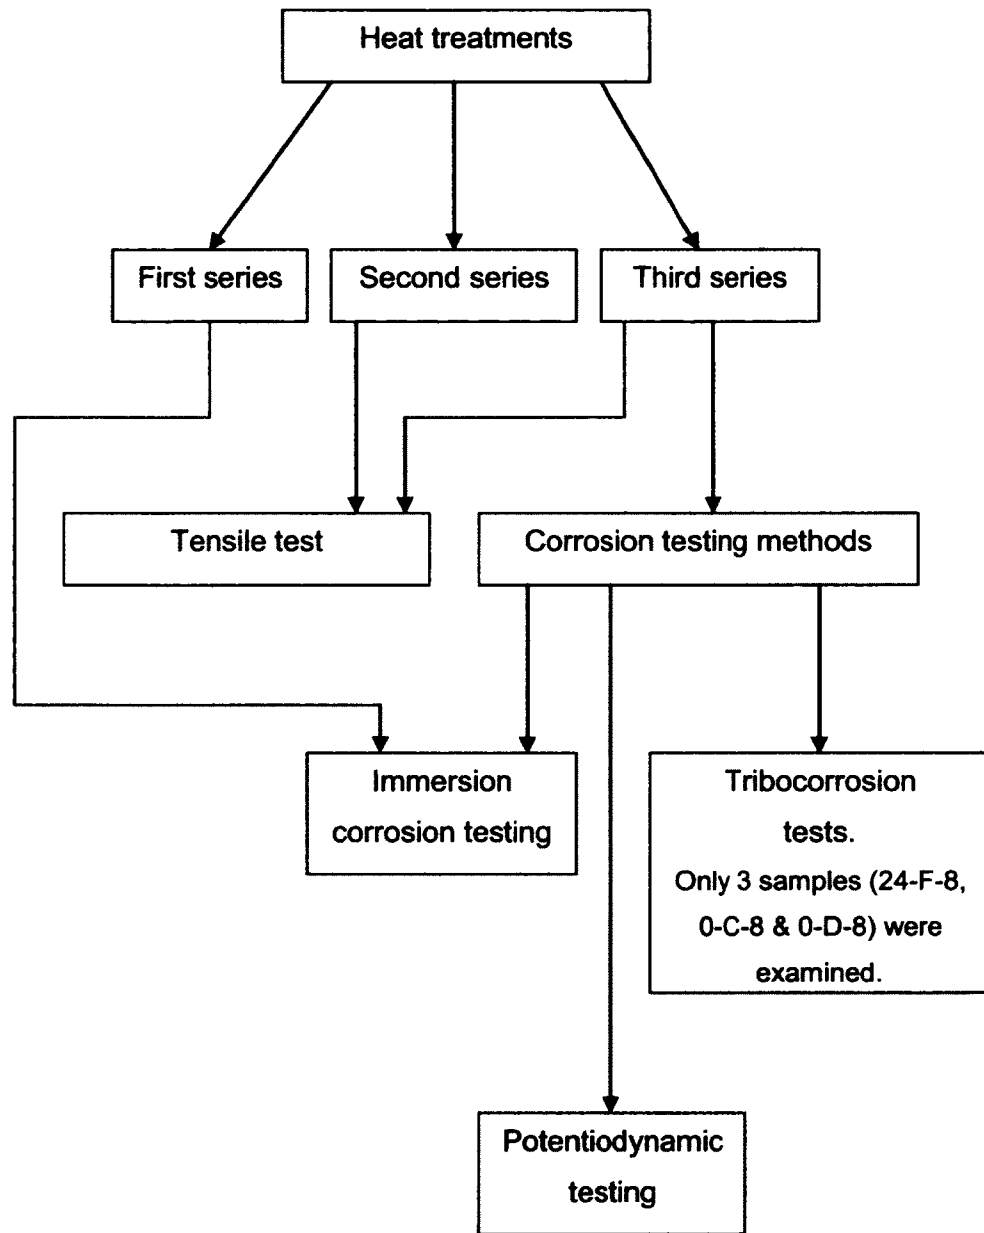 Heat treatments
First series
Second series
Third series
Tensile test
Corrosion testing methods
Immersion
corrosion testing
Tribocorrosion
tests.
Only 3 samples (24-F-8,
0-C-8 & 0-D-8) were
examined.
Potentiodynamic
testing